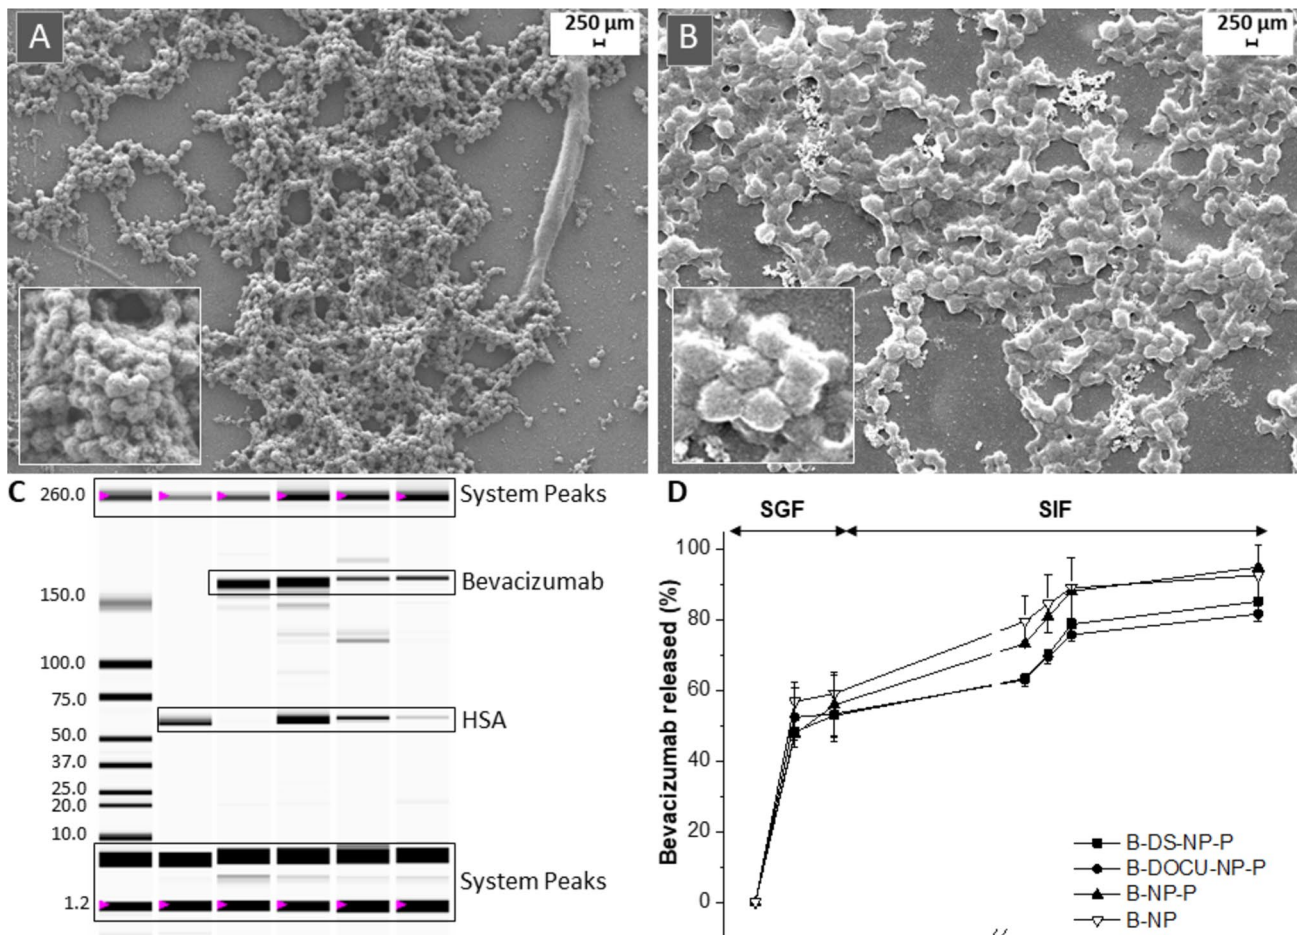 A
250 µm
B
250 µm
C
260.0
System Peaks
Bevacizumab
150.0
100.0
75.0
HSA
50.0
37.0
25.0
20.0
10.0
System Peaks
1.2
D
SGF
SIF
Bevacizumab released (%)
100
80
60
40
20
0
B-DS-NP-P
B-DOCU-NP-P
B-NP-P
B-NP
//